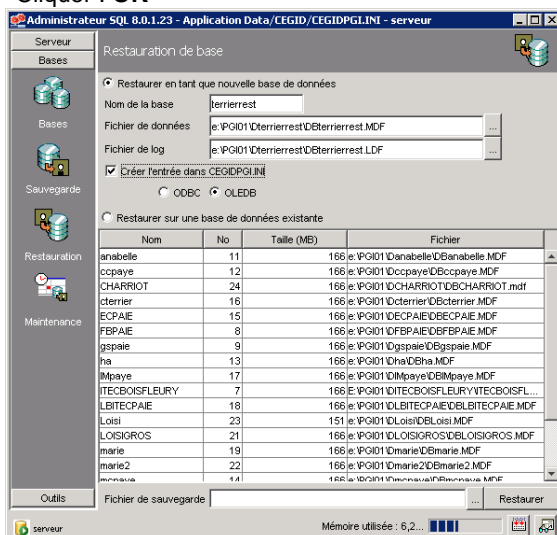 Cliquer : OK
Administrateur SQL 8.0.1.23 - Application Data/CEGID/CEGIDPGI.INI - serveur
Serveur
Bases
Restauration de base
Restaurer en tant que nouvelle base de données
Nom de la base terrierrest
Bases
Fichier de données e:\PGI01\Dterrierrest\DBterrierrest.MDF ...
Fichier de log e:\PGI01\Dterrierrest\DBterrierrest.LDF ...
Créer l'entrée dans CEGIDPGI.INI
Sauvegarde
ODBC OLEDB
Restaurer sur une base de données existante
Nom No Taille (MB) Fichier
Restauration
anabelle 11 166 e:\PGI01\Danabelle\DBanabelle.MDF
ccpaye 12 166 e:\PGI01\Dccpaye\DBccpaye.MDF
CHARRIOT 24 166 e:\PGI01\DCHARRIOT\DBCHARRIOT.mdf
cterrier 16 166 e:\PGI01\Dcterrier\DBcterrier.MDF
ECPAIE 15 166 e:\PGI01\DECPAIE\DBECPAIE.MDF
Maintenance
FBPAIE 8 166 e:\PGI01\DFBPAIE\DBFBPAIE.MDF
gspaie 9 166 e:\PGI01\Dgspaie\DBgspaie.MDF
ha 13 166 e:\PGI01\Dha\DBha.MDF
IMpaye 17 166 e:\PGI01\DIMpaye\DBIMpaye.MDF
ITECBOISFLEURY 7 166 E:\PGI01\DITECBOISFLEURY\ITECBOISFL...
LBITECPAIE 18 166 e:\PGI01\DLBITECPAIE\DBLBITECPAIE.MDF
Loisi 23 151 e:\PGI01\DLoisi\DBLoisi.MDF
LOISIGROS 21 166 e:\PGI01\DLOISIGROS\DBLOISIGROS.MDF
marie 19 166 e:\PGI01\Dmarie\DBmarie.MDF
marie2 22 166 e:\PGI01\Dmarie2\DBmarie2.MDF
mcpaye 14 166 e:\PGI01\Dmcpaye\DBmcpaye.MDF
Outils
Fichier de sauvegarde ... Restaurer
serveur
Mémoire utilisée : 6,2...